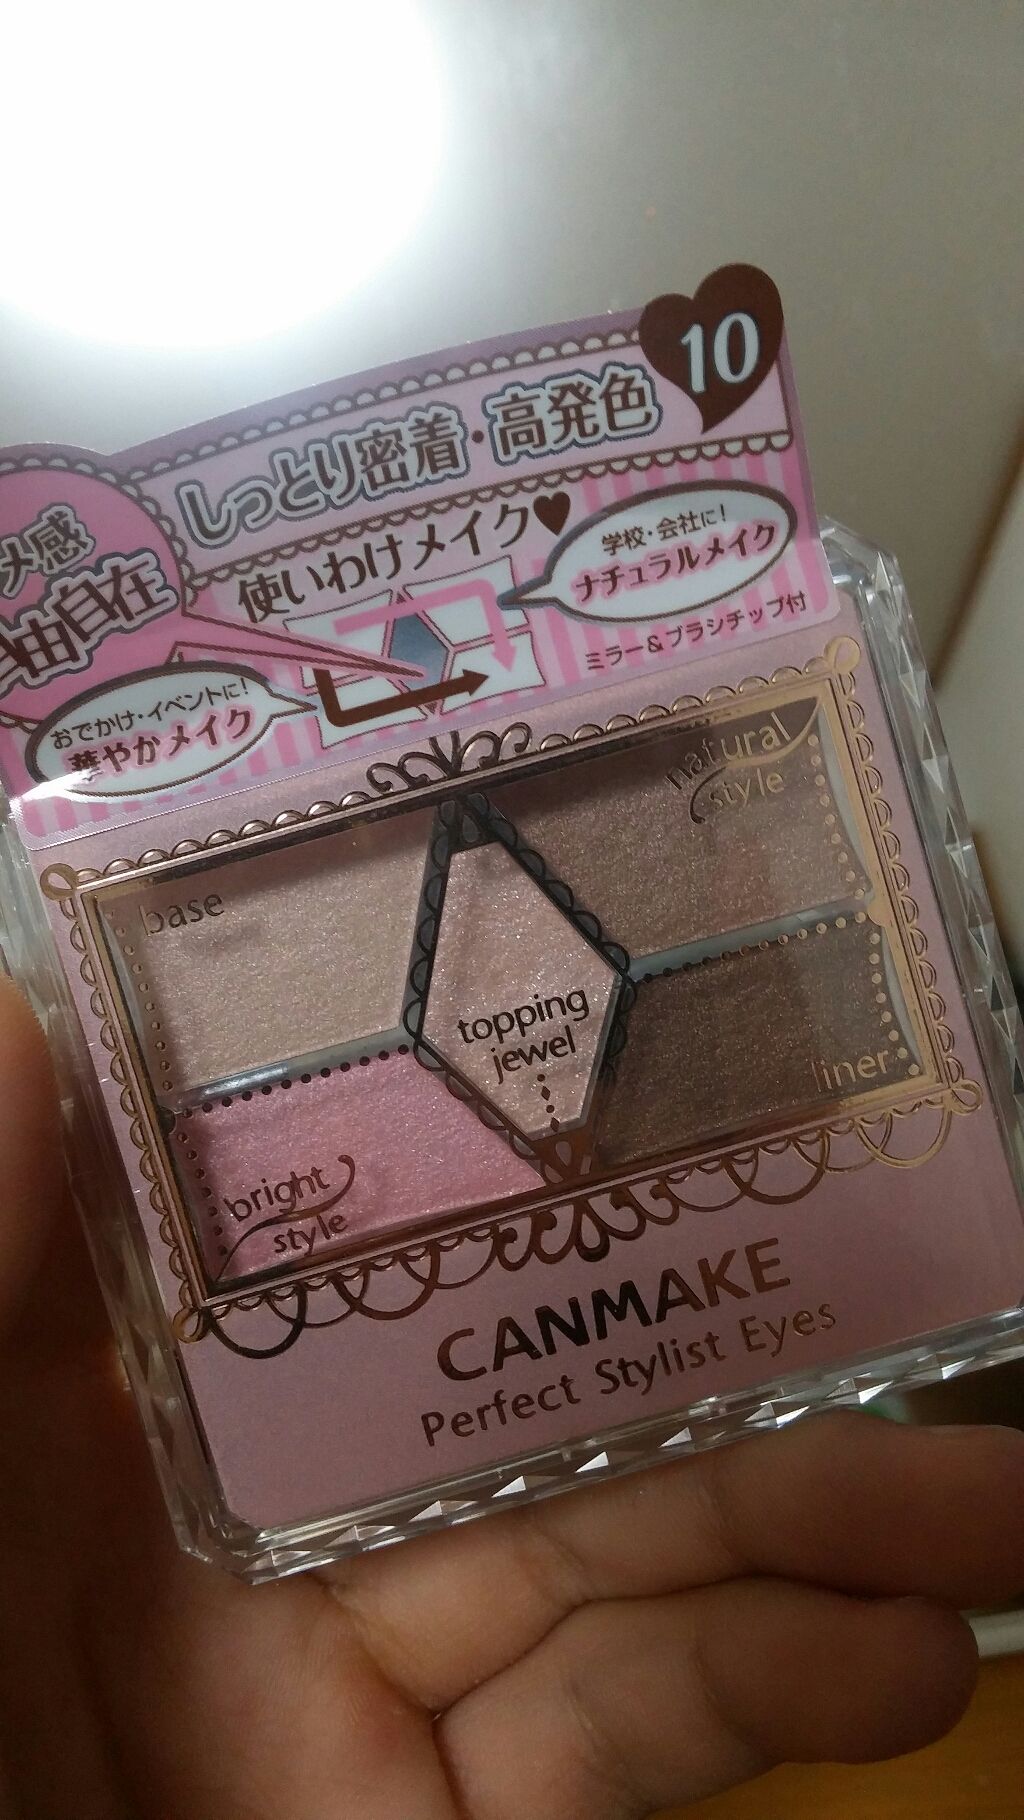 10
しっとり密着・高発色
使いわけメイク♥
学校・会社に!
ナチュラルメイク
ミラー&ブラシチップ付
メ感
自由自在
おでかけ・イベントに!
華やかメイク
natural
style
base
topping
jewel
liner
bright
style
CANMAKE
Perfect Stylist Eyes